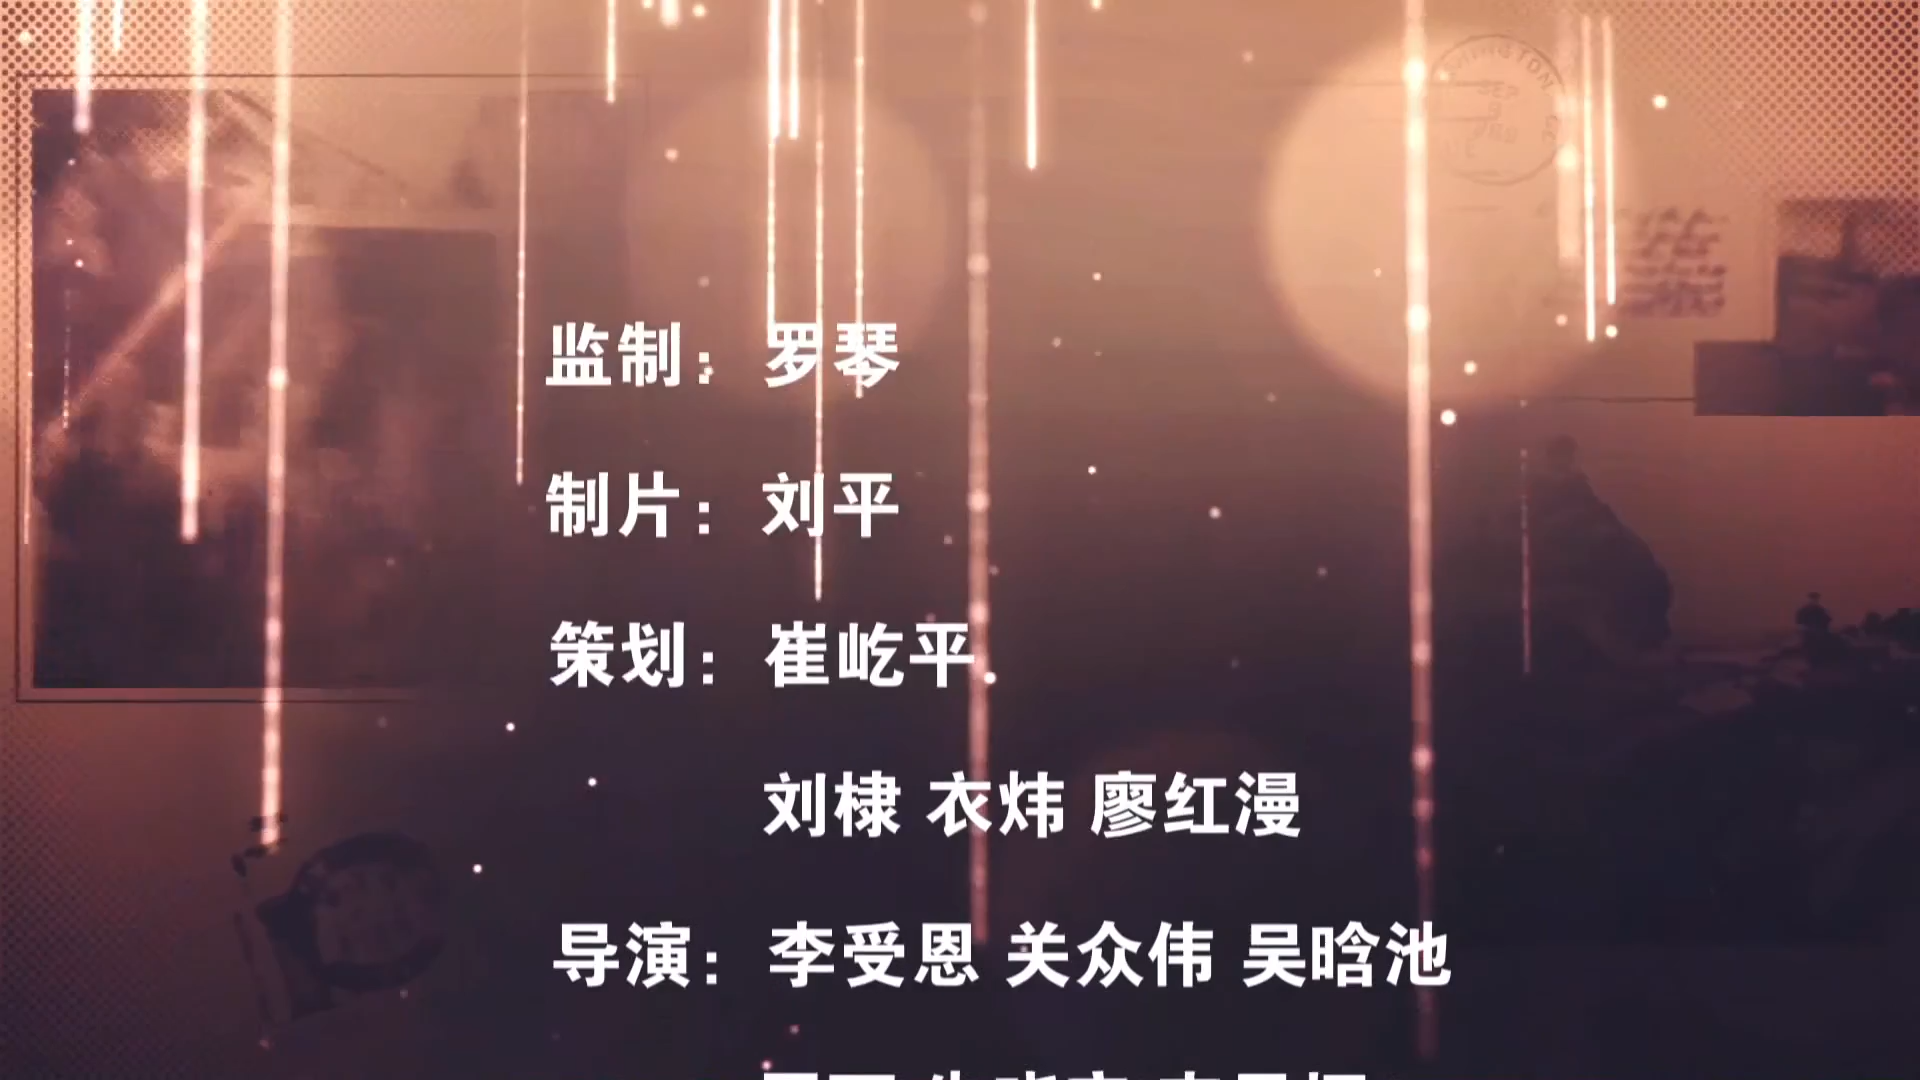 监制：罗琴
制片：刘平
策划：崔屹平
刘棣 衣炜 廖红漫
导演：李受恩 关众伟 吴晗池